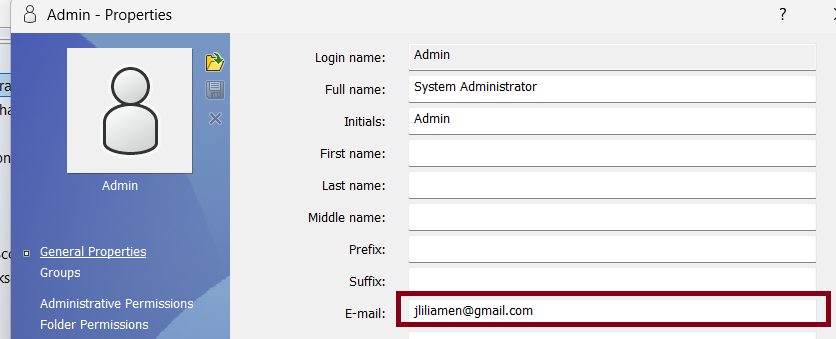 Admin - Properties
?
Login name: Admin
Full name: System Administrator
Initials: Admin
First name:
Last name:
Middle name:
Prefix:
Suffix:
E-mail: jliliamen@gmail.com
Admin
General Properties
Groups
Administrative Permissions
Folder Permissions